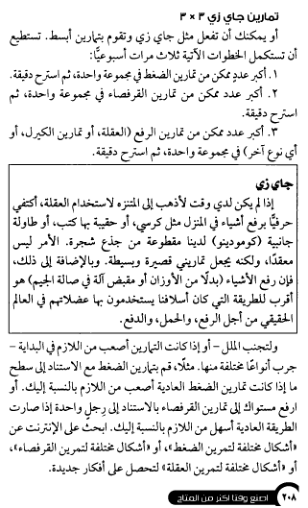 تمارين جاي زي ٣ × ٣
أو يمكنك أن تفعل مثل جاي زي وتقوم بتمارين أبسط. تستطيع
أن تستكمل الخطوات الآتية ثلاث مرات أسبوعيًّا:
١. أكبر عددٍ ممكن من تمارين الضغط في مجموعة واحدة، ثم استرح دقيقة.
٢. أكبر عدد ممكن من تمارين القرفصاء في مجموعة واحدة، ثم
استرح دقيقة.
٣. أكبر عدد ممكن من تمارين الرفع (العقلة، أو تمارين الكيرل، أو
أي نوع آخر) في مجموعة واحدة، ثم استرح دقيقة.
جاي زي
إذا لم يكن لدي وقت لأذهب إلى المتنزه لاستخدام العقلة، أكتفي
حرفيًّا برفع أشياء في المنزل مثل كرسي، أو حقيبة بها كتب، أو طاولة
جانبية (كومودينو) لدينا مقطوعة من جذع شجرة. الأمر ليس
معقدًا، ولكنه يجعل تماريني قصيرة وبسيطة. وبالإضافة إلى ذلك،
فإن رفع الأشياء (بدلًا من الأوزان أو مقبض آلة في صالة الجيم) هو
أقرب للطريقة التي كان أسلافنا يستخدمون بها عضلاتهم في العالم
الحقيقي من أجل الرفع، والحمل، والدفع.
ولتجنب الملل – أو إذا كانت التمارين أصعب من اللازم في البداية –
جرب أنواعًا مختلفة منها. مثلًا، قم بتمارين الضغط مع الاستناد إلى سطح
ما إذا كانت تمارين الضغط العادية أصعب من اللازم بالنسبة إليك. أو
ارفع مستواك إلى تمارين القرفصاء بالاستناد إلى رِجلٍ واحدة إذا صارت
الطريقة العادية أسهل من اللازم بالنسبة إليك. ابحث على الإنترنت عن
«أشكال مختلفة لتمرين الضغط»، أو «أشكال مختلفة لتمرين القرفصاء»،
أو «أشكال مختلفة لتمرين العقلة» لتحصل على أفكار جديدة.
٢٠٨ اصنع وقتا أكثر من المتاح